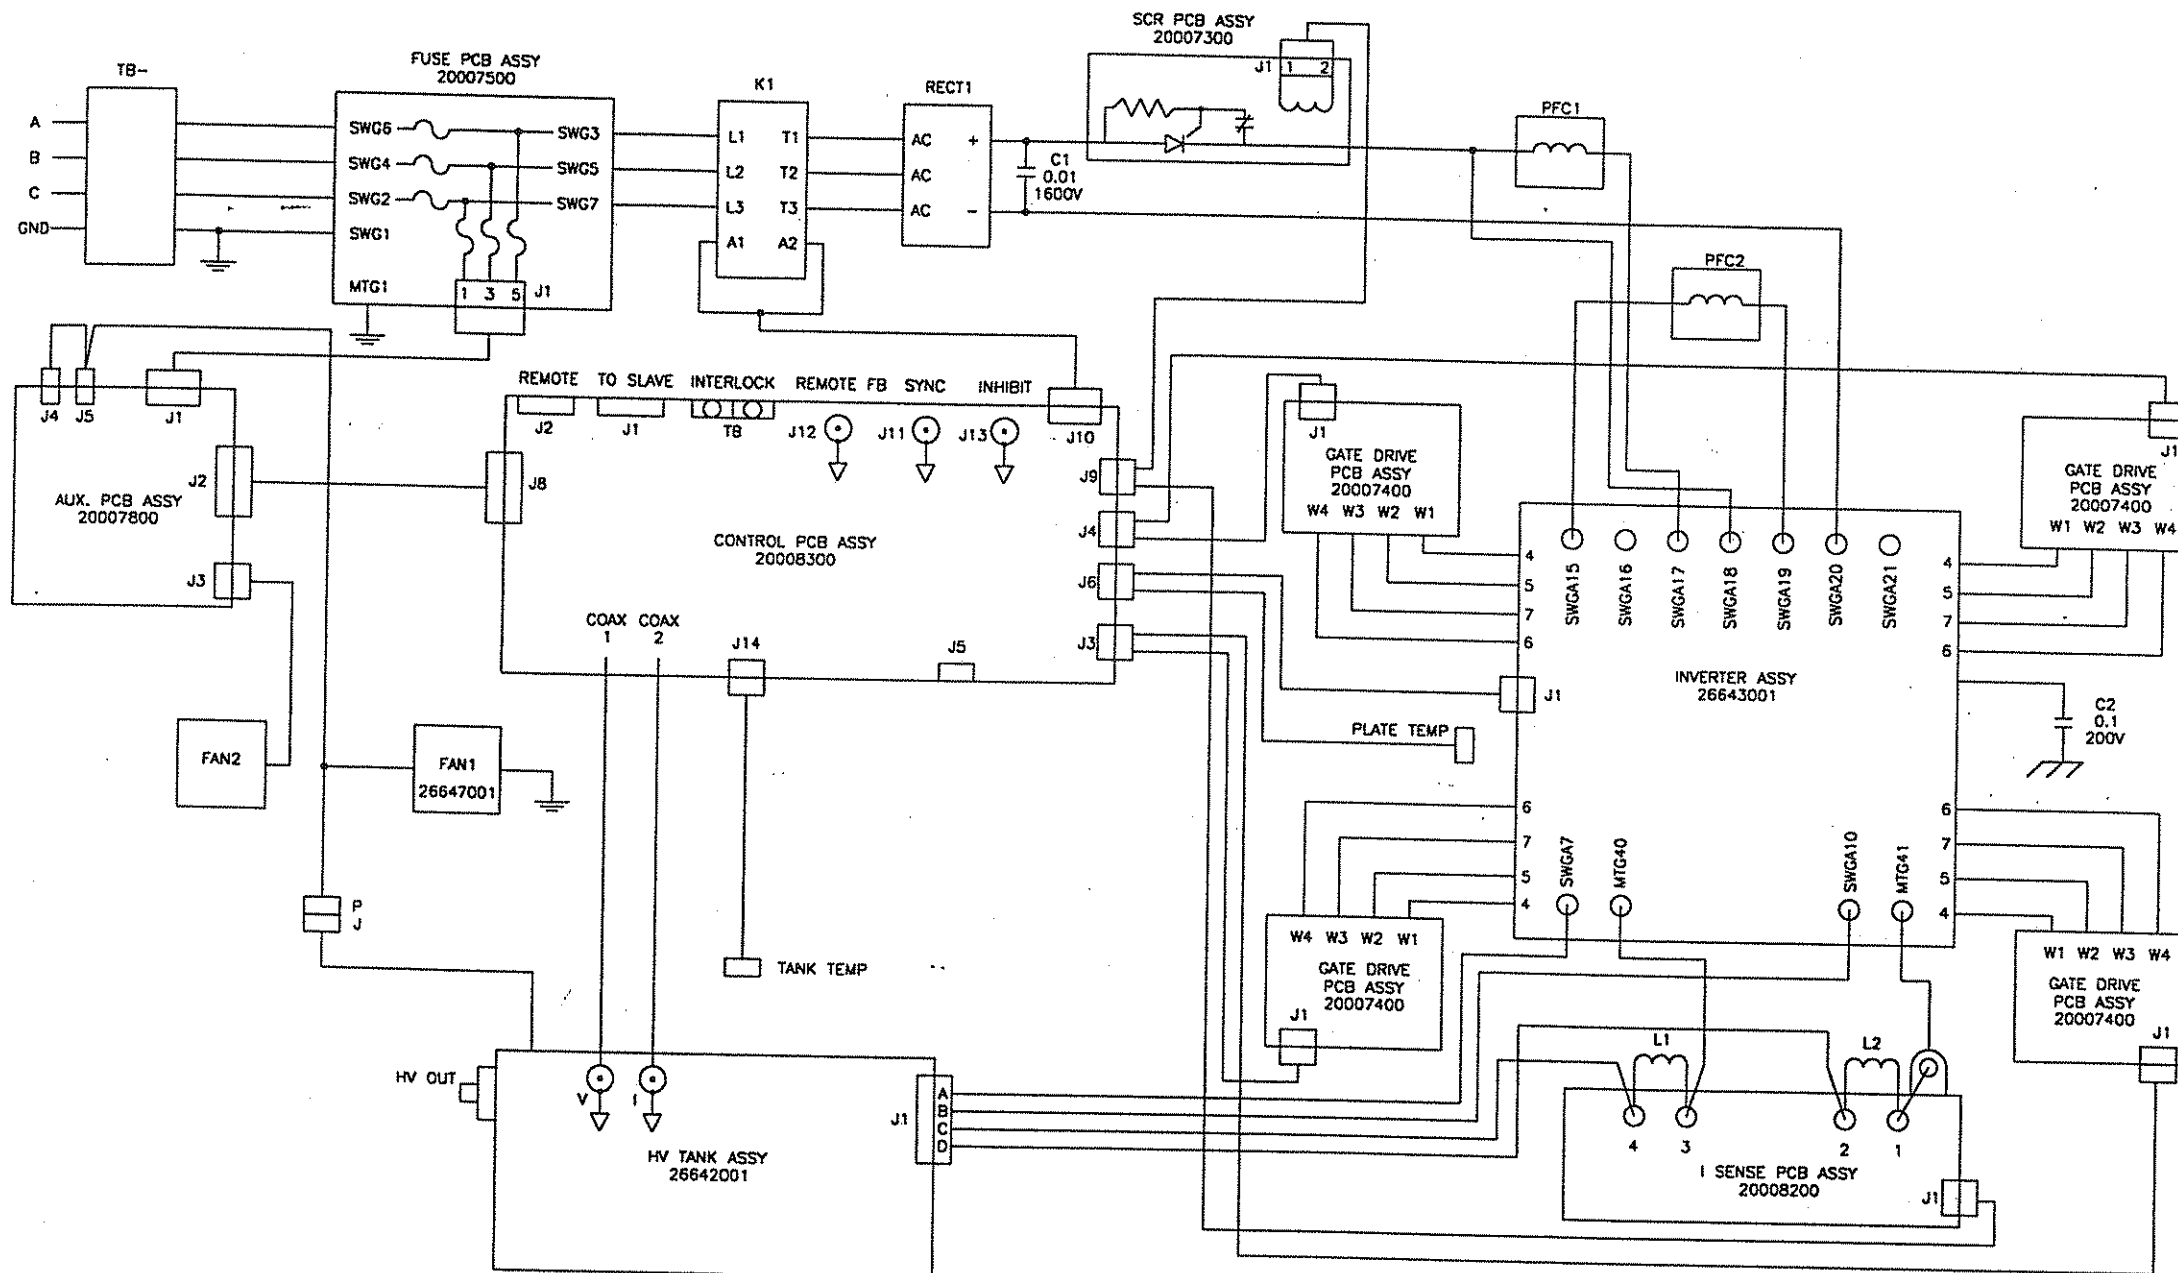 SCR PCB ASSY
20007300
J1 1 2
FUSE PCB ASSY
20007500
TB-
K1
RECT1
PFC1
A
B
C
GND
SWG6
SWG4
SWG2
SWG1
MTG1
SWG3
SWG5
SWG7
1 3 5
J1
L1
L2
L3
A1
T1
T2
T3
A2
AC
AC
AC
+
-
C1
0.01
1600V
PFC2
J4
J5
J1
J2
J3
AUX. PCB ASSY
20007800
REMOTE
TO SLAVE
INTERLOCK
REMOTE FB
SYNC
INHIBIT
J2
J1
TB
J12
J11
J13
J10
J8
J9
J4
J6
J3
CONTROL PCB ASSY
20008300
COAX
1
COAX
2
J14
J5
J1
GATE DRIVE
PCB ASSY
20007400
W4 W3 W2 W1
J1
GATE DRIVE
PCB ASSY
20007400
W1 W2 W3 W4
4
5
7
6
SWGA15
SWGA16
SWGA17
SWGA18
SWGA19
SWGA20
SWGA21
4
5
7
6
INVERTER ASSY
26643001
J1
PLATE TEMP
C2
0.1
200V
FAN2
FAN1
26647001
6
7
5
4
SWGA7
MTG40
SWGA10
MTG41
6
7
5
4
P
J
TANK TEMP
W4 W3 W2 W1
GATE DRIVE
PCB ASSY
20007400
J1
W1 W2 W3 W4
GATE DRIVE
PCB ASSY
20007400
J1
HV OUT
V
I
J1
A
B
C
D
HV TANK ASSY
26642001
L1
L2
4
3
2
1
I SENSE PCB ASSY
20008200
J1